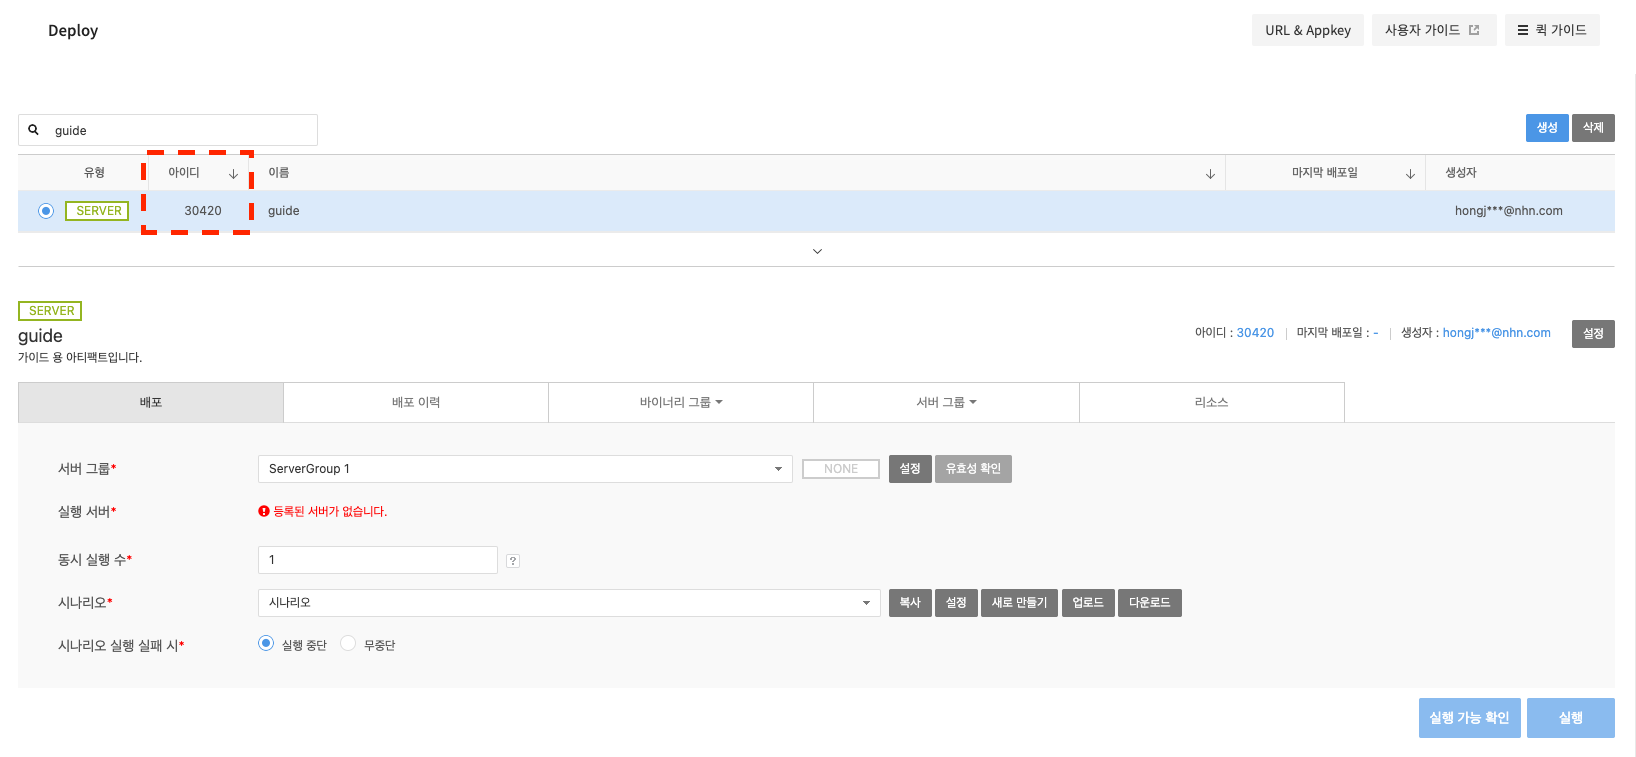 Deploy
URL & Appkey 사용자 가이드 퀵 가이드
guide
생성 삭제
유형 아이디 이름 마지막 배포일 생성자
SERVER 30420 guide hongj***@nhn.com
SERVER
guide
가이드 용 아티팩트입니다.
아이디 : 30420 마지막 배포일 : - 생성자 : hongj***@nhn.com 설정
배포 배포 이력 바이너리 그룹 서버 그룹 리소스
서버 그룹* ServerGroup 1 NONE 설정 유효성 확인
실행 서버* 등록된 서버가 없습니다.
동시 실행 수* 1 ?
시나리오* 시나리오 복사 설정 새로 만들기 업로드 다운로드
시나리오 실행 실패 시* 실행 중단 무중단
실행 가능 확인 실행